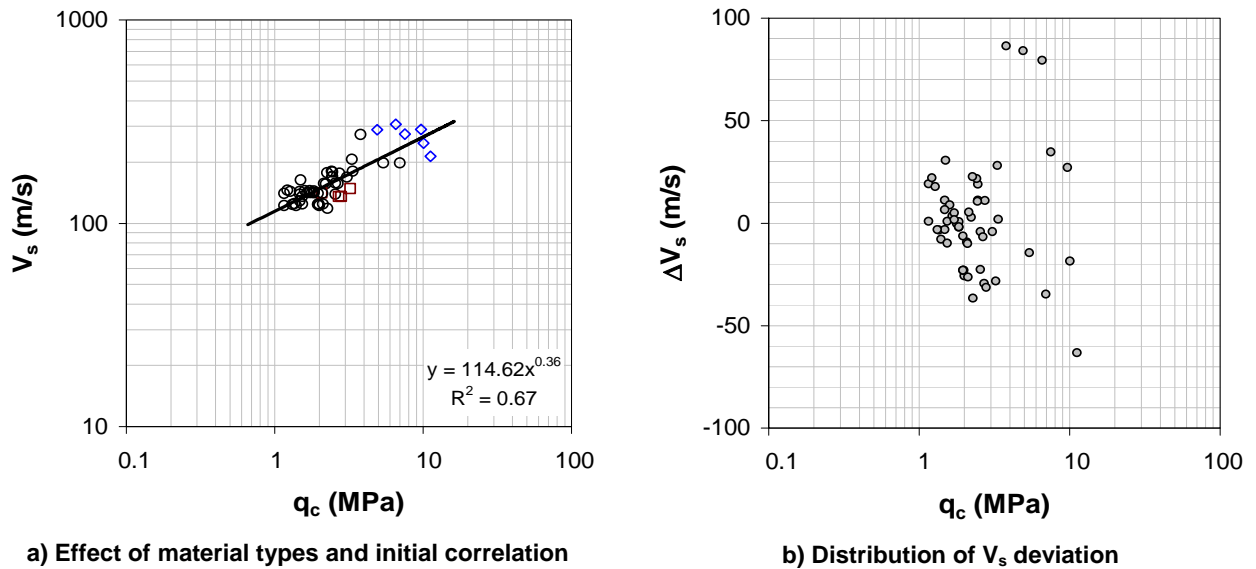 1000
100
10
0.1
1
10
100
V_s (m/s)
q_c (MPa)
y = 114.62x^0.36
R^2 = 0.67
a) Effect of material types and initial correlation
100
50
0
-50
-100
0.1
1
10
100
ΔV_s (m/s)
q_c (MPa)
b) Distribution of V_s deviation